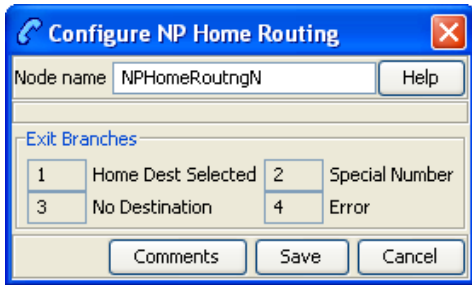 Configure NP Home Routing
Node name NPHomeRoutngN Help
Exit Branches
1 Home Dest Selected 2 Special Number
3 No Destination 4 Error
Comments Save Cancel